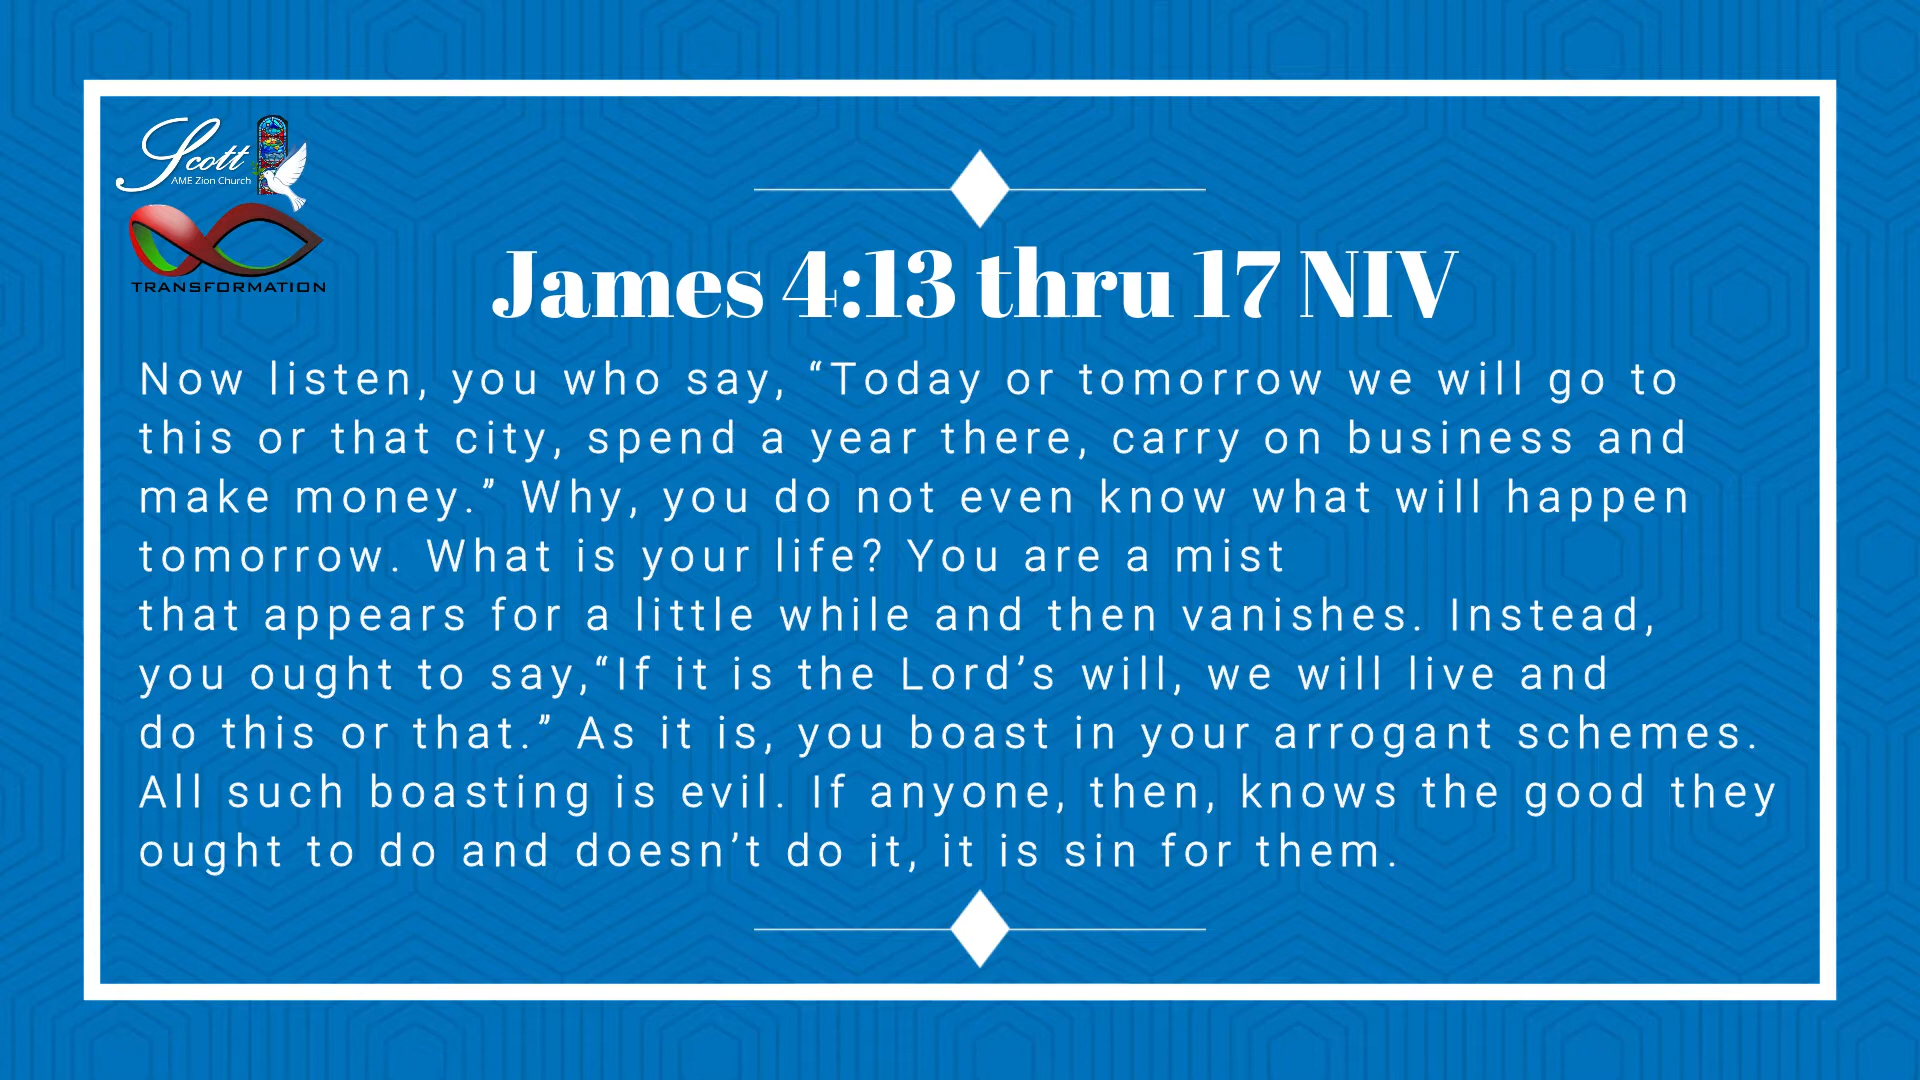 Scott
AME Zion Church
TRANSFORMATION
James 4:13 thru 17 NIV
Now listen, you who say, “Today or tomorrow we will go to
this or that city, spend a year there, carry on business and
make money.” Why, you do not even know what will happen
tomorrow. What is your life? You are a mist
that appears for a little while and then vanishes. Instead,
you ought to say,“If it is the Lord’s will, we will live and
do this or that.” As it is, you boast in your arrogant schemes.
All such boasting is evil. If anyone, then, knows the good they
ought to do and doesn’t do it, it is sin for them.